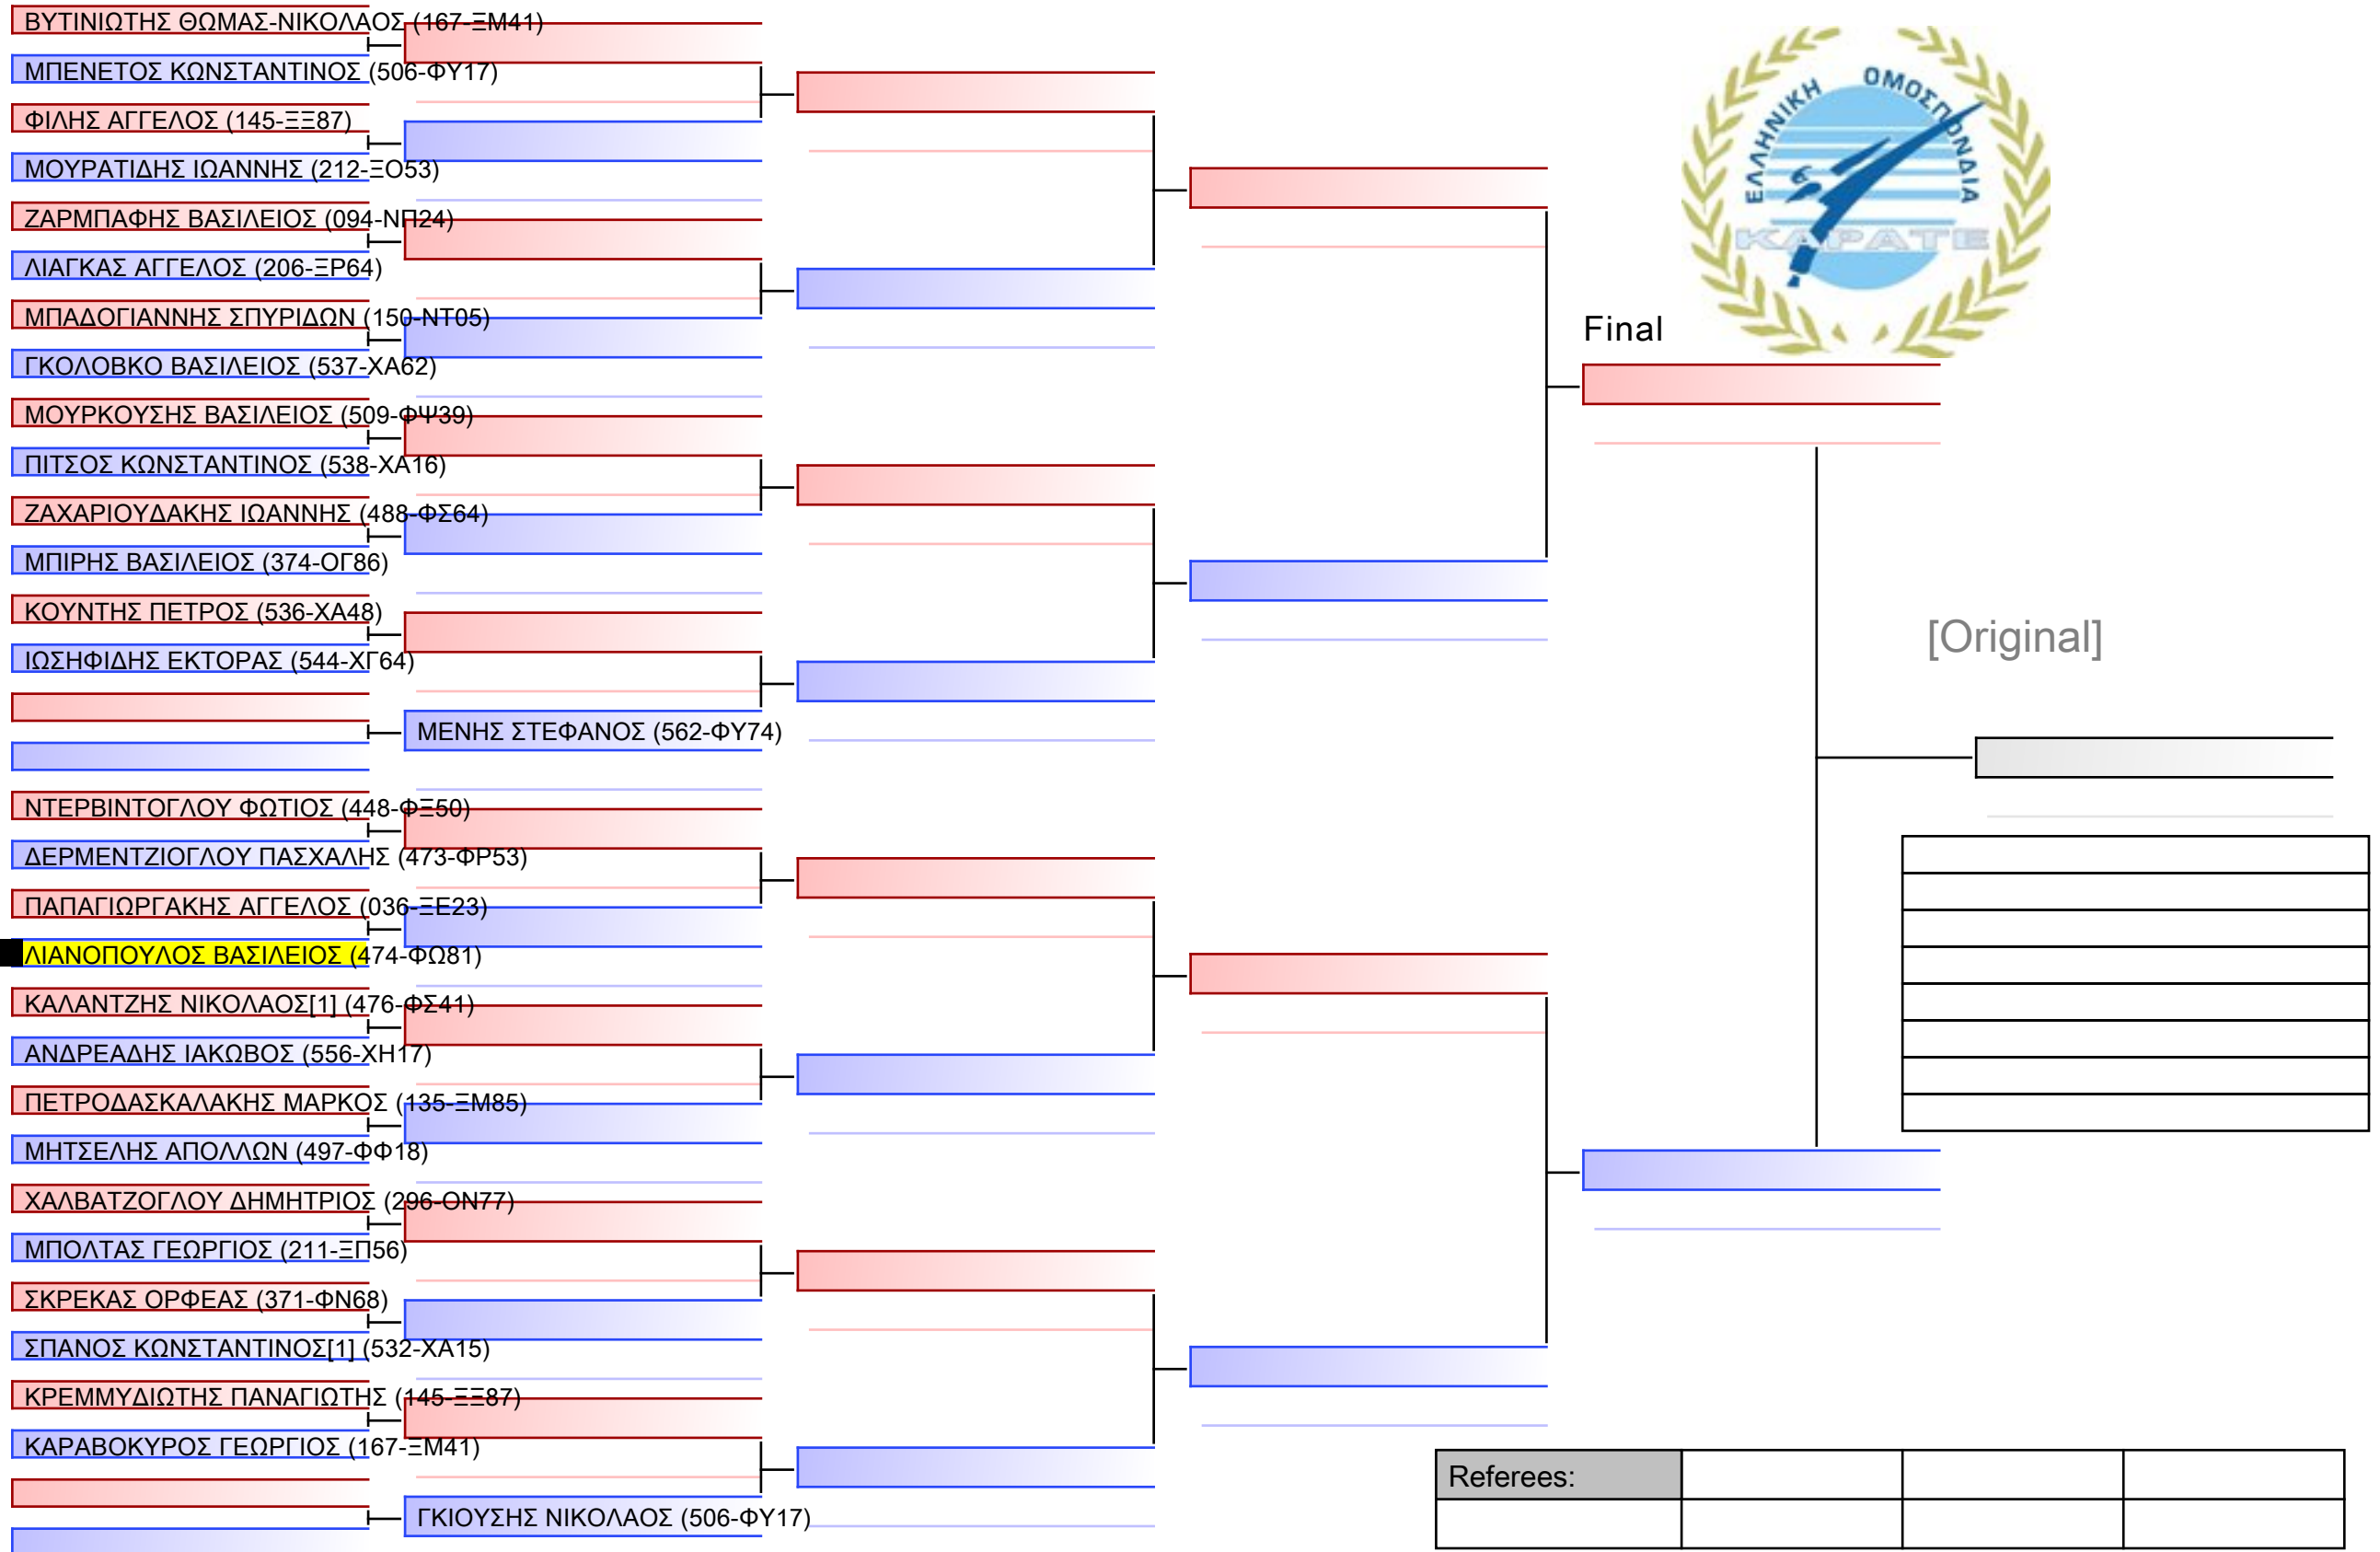 ΒΥΤΙΝΙΩΤΗΣ ΘΩΜΑΣ-ΝΙΚΟΛΑΟΣ (167-ΞΜ41)
ΜΠΕΝΕΤΟΣ ΚΩΝΣΤΑΝΤΙΝΟΣ (506-ΦΥ17)
ΦΙΛΗΣ ΑΓΓΕΛΟΣ (145-ΞΞ87)
ΜΟΥΡΑΤΙΔΗΣ ΙΩΑΝΝΗΣ (212-ΞΟ53)
ΖΑΡΜΠΑΦΗΣ ΒΑΣΙΛΕΙΟΣ (094-ΝΠ24)
ΛΙΑΓΚΑΣ ΑΓΓΕΛΟΣ (206-ΞΡ64)
ΜΠΑΔΟΓΙΑΝΝΗΣ ΣΠΥΡΙΔΩΝ (150-ΝΤ05)
ΓΚΟΛΟΒΚΟ ΒΑΣΙΛΕΙΟΣ (537-ΧΑ62)
ΜΟΥΡΚΟΥΣΗΣ ΒΑΣΙΛΕΙΟΣ (509-ΦΨ39)
ΠΙΤΣΟΣ ΚΩΝΣΤΑΝΤΙΝΟΣ (538-ΧΑ16)
ΖΑΧΑΡΙΟΥΔΑΚΗΣ ΙΩΑΝΝΗΣ (488-ΦΣ64)
ΜΠΙΡΗΣ ΒΑΣΙΛΕΙΟΣ (374-ΟΓ86)
ΚΟΥΝΤΗΣ ΠΕΤΡΟΣ (536-ΧΑ48)
ΙΩΣΗΦΙΔΗΣ ΕΚΤΟΡΑΣ (544-ΧΓ64)
ΜΕΝΗΣ ΣΤΕΦΑΝΟΣ (562-ΦΥ74)
ΝΤΕΡΒΙΝΤΟΓΛΟΥ ΦΩΤΙΟΣ (448-ΦΞ50)
ΔΕΡΜΕΝΤΖΙΟΓΛΟΥ ΠΑΣΧΑΛΗΣ (473-ΦΡ53)
ΠΑΠΑΓΙΩΡΓΑΚΗΣ ΑΓΓΕΛΟΣ (036-ΞΕ23)
ΛΙΑΝΟΠΟΥΛΟΣ ΒΑΣΙΛΕΙΟΣ (474-ΦΩ81)
ΚΑΛΑΝΤΖΗΣ ΝΙΚΟΛΑΟΣ[1] (476-ΦΣ41)
ΑΝΔΡΕΑΔΗΣ ΙΑΚΩΒΟΣ (556-ΧΗ17)
ΠΕΤΡΟΔΑΣΚΑΛΑΚΗΣ ΜΑΡΚΟΣ (135-ΞΜ85)
ΜΗΤΣΕΛΗΣ ΑΠΟΛΛΩΝ (497-ΦΦ18)
ΧΑΛΒΑΤΖΟΓΛΟΥ ΔΗΜΗΤΡΙΟΣ (296-ΟΝ77)
ΜΠΟΛΤΑΣ ΓΕΩΡΓΙΟΣ (211-ΞΠ56)
ΣΚΡΕΚΑΣ ΟΡΦΕΑΣ (371-ΦΝ68)
ΣΠΑΝΟΣ ΚΩΝΣΤΑΝΤΙΝΟΣ[1] (532-ΧΑ15)
ΚΡΕΜΜΥΔΙΩΤΗΣ ΠΑΝΑΓΙΩΤΗΣ (145-ΞΞ87)
ΚΑΡΑΒΟΚΥΡΟΣ ΓΕΩΡΓΙΟΣ (167-ΞΜ41)
ΓΚΙΟΥΣΗΣ ΝΙΚΟΛΑΟΣ (506-ΦΥ17)
ΕΛΛΗΝΙΚΗ ΟΜΟΣΠΟΝΔΙΑ
ΚΑΡΑΤΕ
Final
[Original]
Referees: